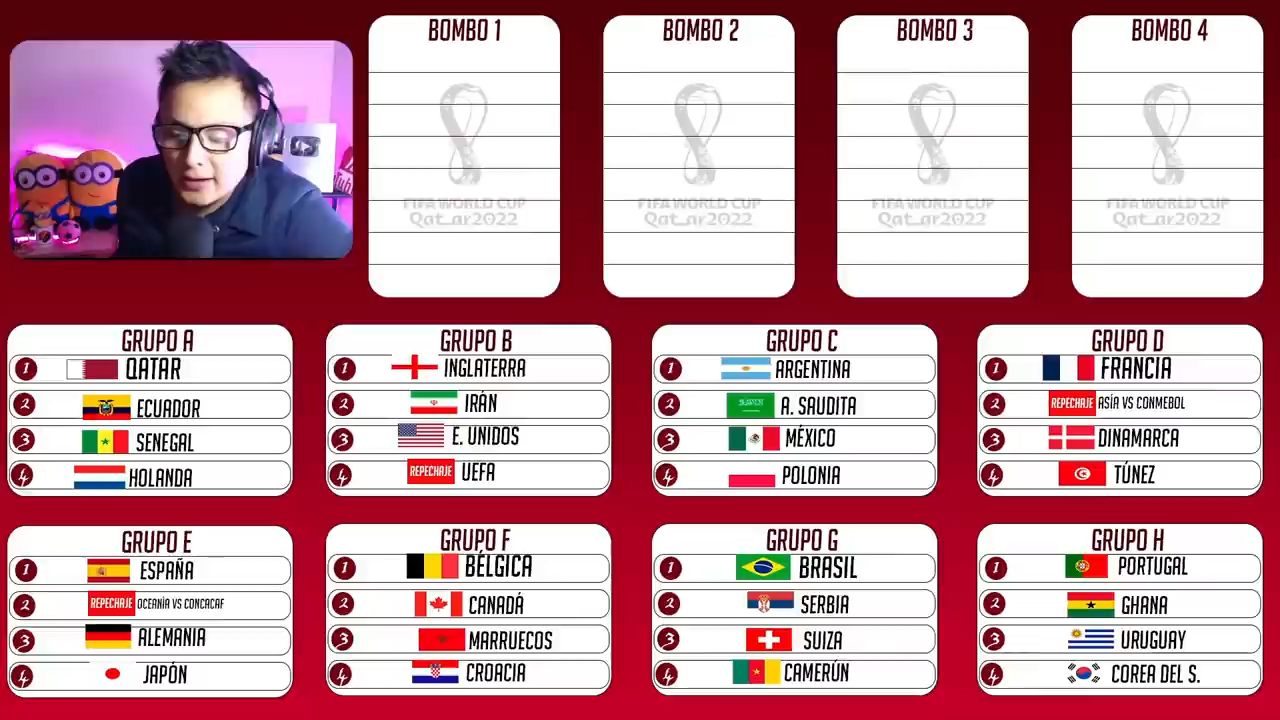 BOMBO 1
BOMBO 2
BOMBO 3
BOMBO 4
FIFA WORLD CUP
Qatar2022
FIFA WORLD CUP
Qatar2022
FIFA WORLD CUP
Qatar2022
FIFA WORLD CUP
Qatar2022
GRUPO A
1 QATAR
2 ECUADOR
3 SENEGAL
4 HOLANDA
GRUPO B
1 INGLATERRA
2 IRÁN
3 E. UNIDOS
4 REPECHAJE UEFA
GRUPO C
1 ARGENTINA
2 A. SAUDITA
3 MÉXICO
4 POLONIA
GRUPO D
1 FRANCIA
2 REPECHAJE ASÍA VS CONMEBOL
3 DINAMARCA
4 TÚNEZ
GRUPO E
1 ESPAÑA
2 REPECHAJE OCEANÍA VS CONCACAF
3 ALEMANIA
4 JAPÓN
GRUPO F
1 BÉLGICA
2 CANADÁ
3 MARRUECOS
4 CROACIA
GRUPO G
1 BRASIL
2 SERBIA
3 SUIZA
4 CAMERÚN
GRUPO H
1 PORTUGAL
2 GHANA
3 URUGUAY
4 COREA DEL S.